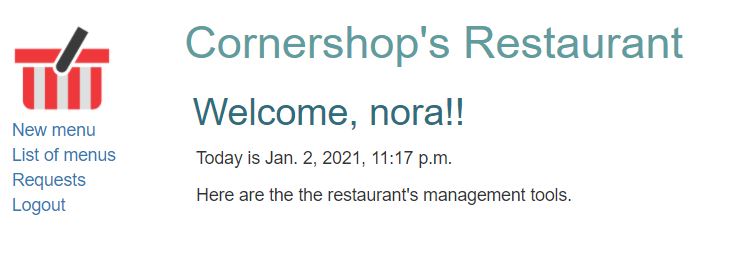 Cornershop's Restaurant
New menu
List of menus
Requests
Logout
Welcome, nora!!
Today is Jan. 2, 2021, 11:17 p.m.
Here are the the restaurant's management tools.